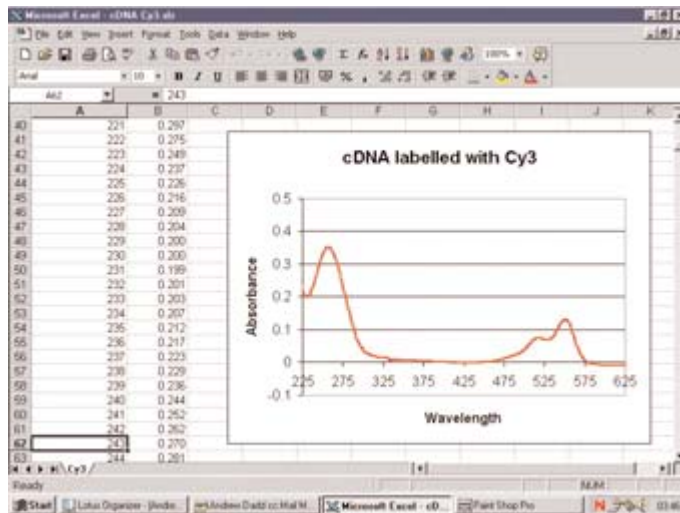 Microsoft Excel - cDNA Cy3.xls
File Edit View Insert Format Tools Data Window Help
100%
Arial 10 B I U
A62 = 243
A B C D E F G H I J K
40 221 0.297
41 222 0.275
42 223 0.249
43 224 0.237
44 225 0.226
45 226 0.216
46 227 0.209
47 228 0.204
48 229 0.200
49 230 0.200
50 231 0.199
51 232 0.201
52 233 0.203
53 234 0.207
54 235 0.212
55 236 0.217
56 237 0.223
57 238 0.229
58 239 0.236
59 240 0.244
60 241 0.252
61 242 0.262
62 243 0.270
63 244 0.281
cDNA labelled with Cy3
Absorbance
0.5
0.4
0.3
0.2
0.1
0
-0.1
225 275 325 375 425 475 525 575 625
Wavelength
Cy3
Ready NUM
Start Lotus Organizer - Microsoft Excel - cD... Paint Shop Pro